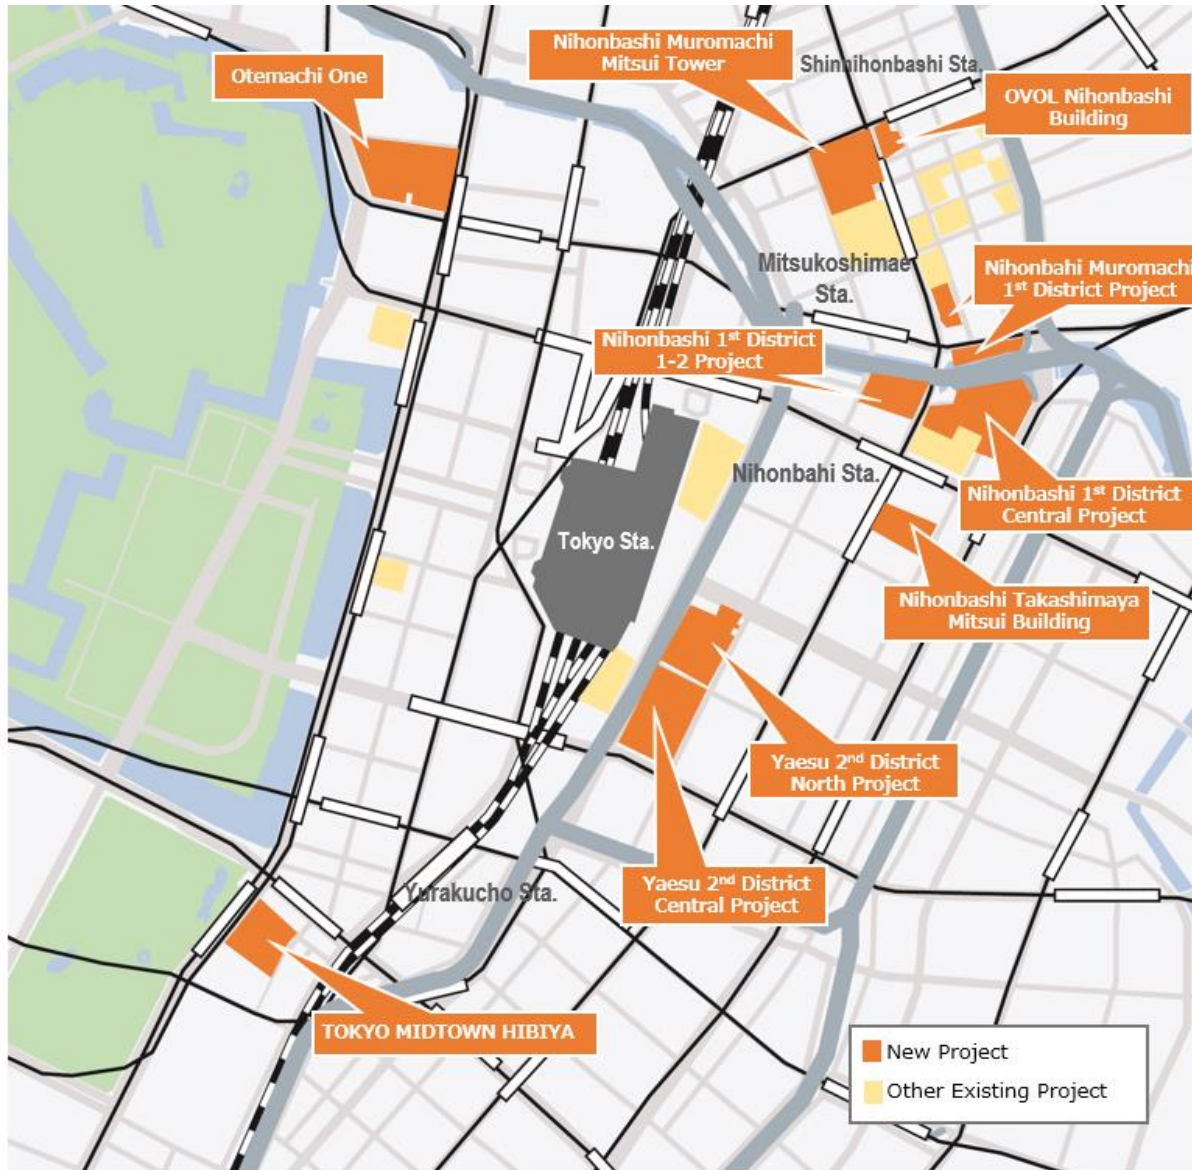 Nihonbashi Muromachi
Mitsui Tower
Shinnihonbashi Sta.
Otemachi One
OVOL Nihonbashi
Building
Mitsukoshimae
Sta.
Nihonbahi Muromachi
1st District Project
Nihonbashi 1st District
1-2 Project
Nihonbahi Sta.
Nihonbashi 1st District
Central Project
Tokyo Sta.
Nihonbashi Takashimaya
Mitsui Building
Yaesu 2nd District
North Project
Yaesu 2nd District
Central Project
Yurakucho Sta.
TOKYO MIDTOWN HIBIYA
New Project
Other Existing Project